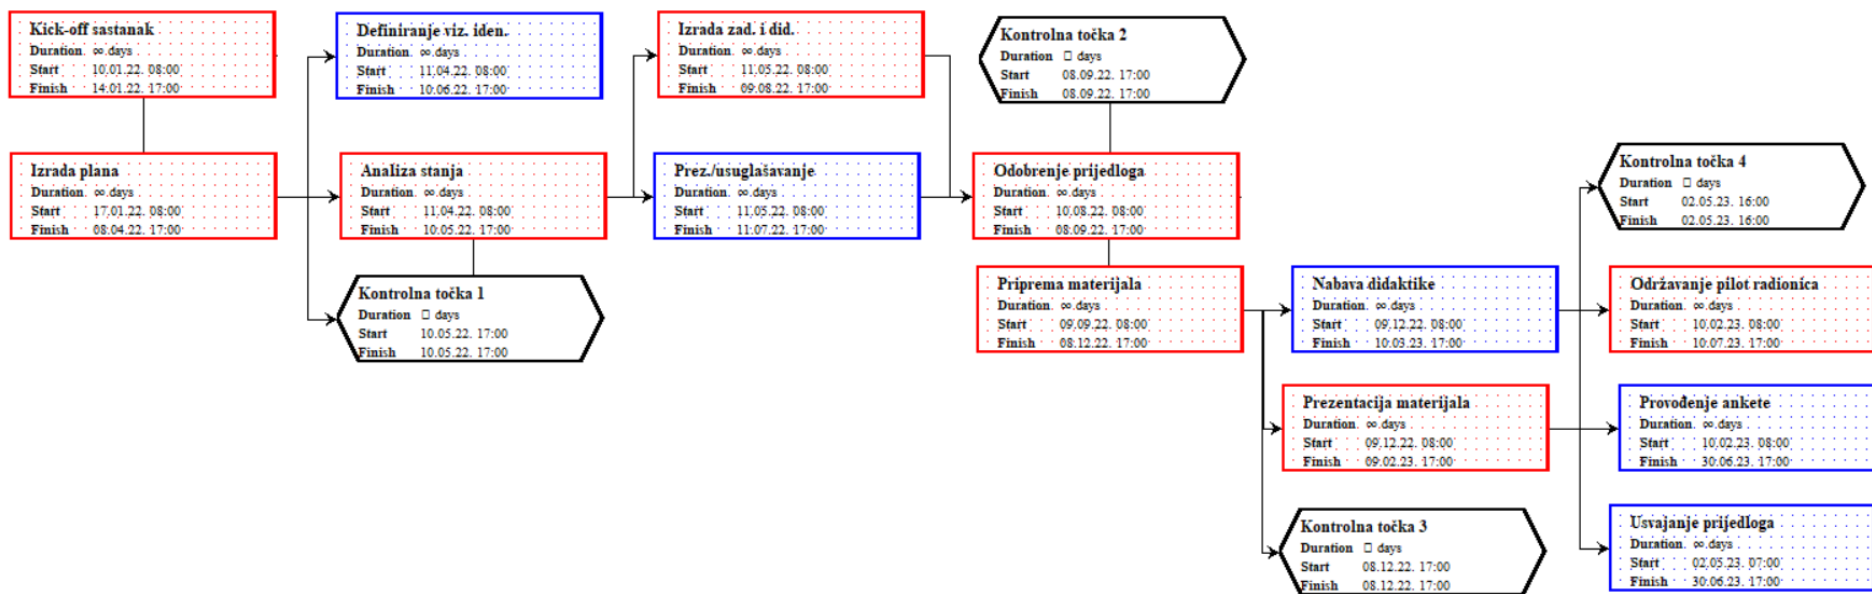 Kick-off sastanak
Duration ∞ days
Start 10.01.22. 08:00
Finish 14.01.22. 17:00
Izrada plana
Duration ∞ days
Start 17.01.22. 08:00
Finish 08.04.22. 17:00
Definiranje viz. iden.
Duration ∞ days
Start 11.04.22. 08:00
Finish 10.06.22. 17:00
Analiza stanja
Duration ∞ days
Start 11.04.22. 08:00
Finish 10.05.22. 17:00
Kontrolna točka 1
Duration □ days
Start 10.05.22. 17:00
Finish 10.05.22. 17:00
Izrada zad. i did.
Duration ∞ days
Start 11.05.22. 08:00
Finish 09.08.22. 17:00
Prez./usuglašavanje
Duration ∞ days
Start 11.05.22. 08:00
Finish 11.07.22. 17:00
Kontrolna točka 2
Duration □ days
Start 08.09.22. 17:00
Finish 08.09.22. 17:00
Odobrenje prijedloga
Duration ∞ days
Start 10.08.22. 08:00
Finish 08.09.22. 17:00
Priprema materijala
Duration ∞ days
Start 09.09.22. 08:00
Finish 08.12.22. 17:00
Nabava didaktike
Duration ∞ days
Start 09.12.22. 08:00
Finish 10.03.23. 17:00
Prezentacija materijala
Duration ∞ days
Start 09.12.22. 08:00
Finish 09.02.23. 17:00
Kontrolna točka 3
Duration □ days
Start 08.12.22. 17:00
Finish 08.12.22. 17:00
Kontrolna točka 4
Duration □ days
Start 02.05.23. 16:00
Finish 02.05.23. 16:00
Održavanje pilot radionica
Duration ∞ days
Start 10.02.23. 08:00
Finish 10.07.23. 17:00
Provođenje ankete
Duration ∞ days
Start 10.02.23. 08:00
Finish 30.06.23. 17:00
Usvajanje prijedloga
Duration ∞ days
Start 02.05.23. 07:00
Finish 30.06.23. 17:00